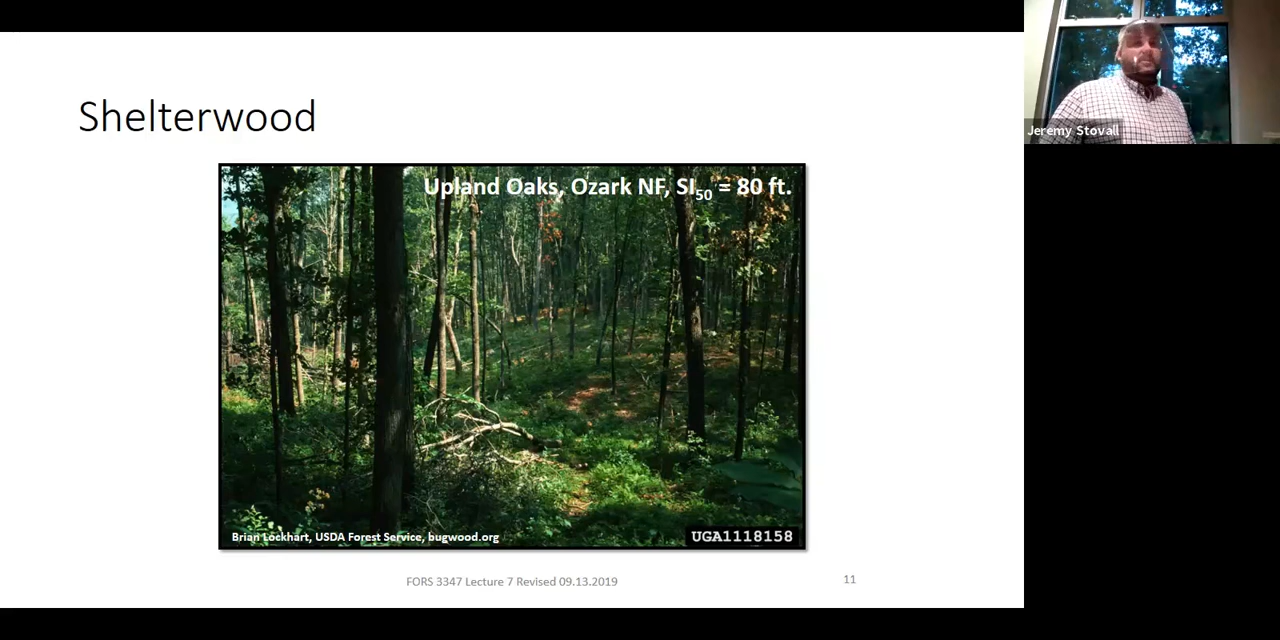 Shelterwood
Upland Oaks, Ozark NF, SI50 = 80 ft.
Brian Lockhart, USDA Forest Service, bugwood.org
UGA1118158
FORS 3347 Lecture 7 Revised 09.13.2019
11
Jeremy Stovall